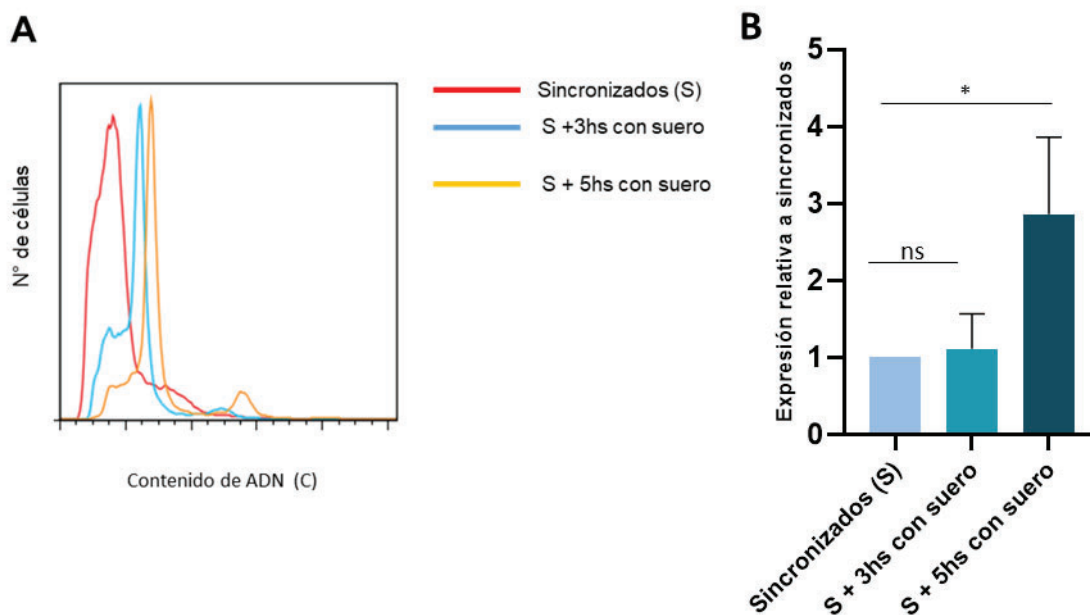 A
N° de células
Contenido de ADN (C)
Sincronizados (S)
S +3hs con suero
S + 5hs con suero
B
Expresión relativa a sincronizados
5
4
3
2
1
0
*
ns
Sincronizados (S)
S + 3hs con suero
S + 5hs con suero